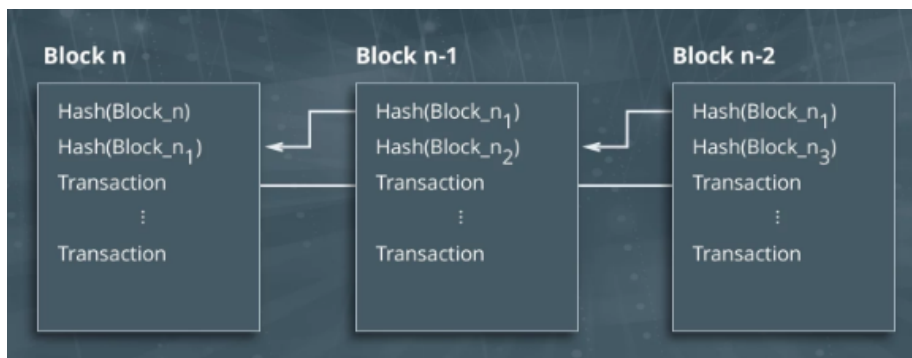 Block n
Hash(Block_n)
Hash(Block_n₁)
Transaction
⋮
Transaction
Block n-1
Hash(Block_n₁)
Hash(Block_n₂)
Transaction
⋮
Transaction
Block n-2
Hash(Block_n₁)
Hash(Block_n₃)
Transaction
⋮
Transaction